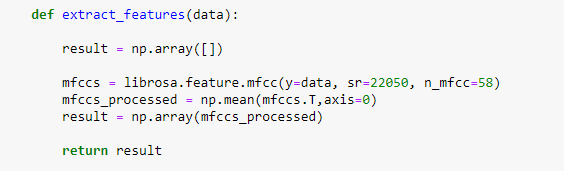 def extract_features(data):
result = np.array([])
mfccs = librosa.feature.mfcc(y=data, sr=22050, n_mfcc=58)
mfccs_processed = np.mean(mfccs.T,axis=0)
result = np.array(mfccs_processed)
return result